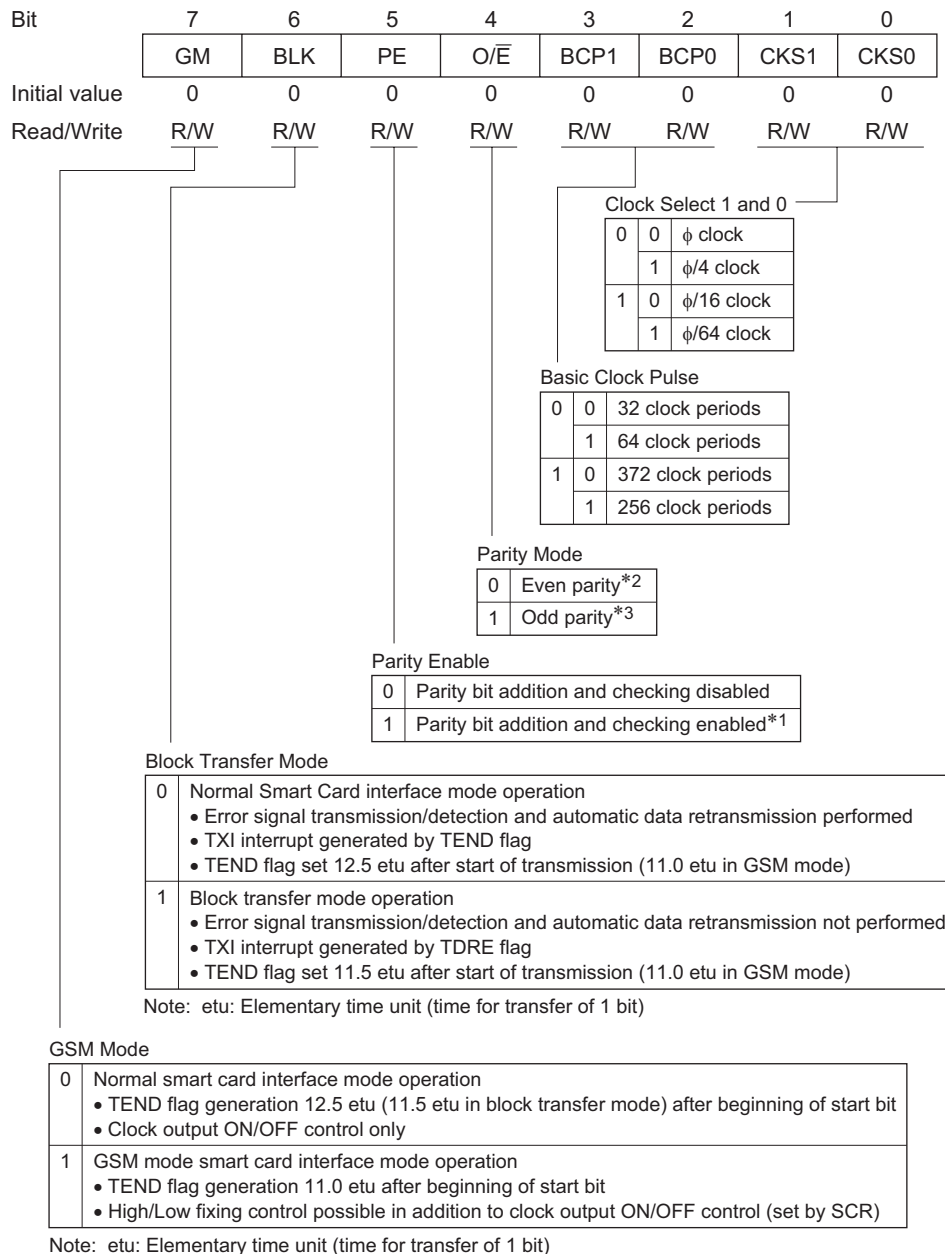 Bit 7 6 5 4 3 2 1 0
GM BLK PE O/E̅ BCP1 BCP0 CKS1 CKS0
Initial value 0 0 0 0 0 0 0 0
Read/Write R/W R/W R/W R/W R/W R/W R/W R/W
Clock Select 1 and 0
0 0 ϕ clock
1 ϕ/4 clock
1 0 ϕ/16 clock
1 ϕ/64 clock
Basic Clock Pulse
0 0 32 clock periods
1 64 clock periods
1 0 372 clock periods
1 256 clock periods
Parity Mode
0 Even parity*2
1 Odd parity*3
Parity Enable
0 Parity bit addition and checking disabled
1 Parity bit addition and checking enabled*1
Block Transfer Mode
0 Normal Smart Card interface mode operation
• Error signal transmission/detection and automatic data retransmission performed
• TXI interrupt generated by TEND flag
• TEND flag set 12.5 etu after start of transmission (11.0 etu in GSM mode)
1 Block transfer mode operation
• Error signal transmission/detection and automatic data retransmission not performed
• TXI interrupt generated by TDRE flag
• TEND flag set 11.5 etu after start of transmission (11.0 etu in GSM mode)
Note: etu: Elementary time unit (time for transfer of 1 bit)
GSM Mode
0 Normal smart card interface mode operation
• TEND flag generation 12.5 etu (11.5 etu in block transfer mode) after beginning of start bit
• Clock output ON/OFF control only
1 GSM mode smart card interface mode operation
• TEND flag generation 11.0 etu after beginning of start bit
• High/Low fixing control possible in addition to clock output ON/OFF control (set by SCR)
Note: etu: Elementary time unit (time for transfer of 1 bit)